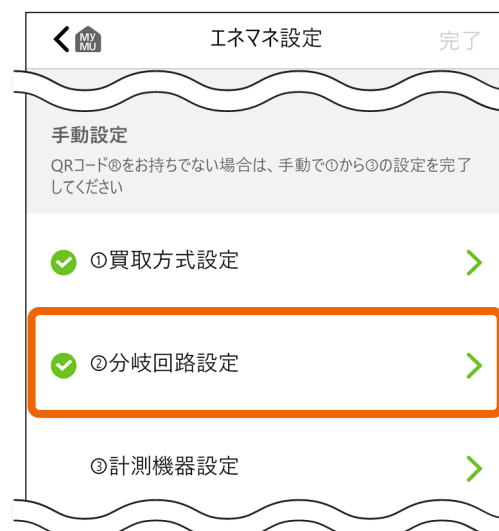 MY
MU
エネマネ設定
完了
手動設定
QRコード®をお持ちでない場合は、手動で①から③の設定を完了
してください
①買取方式設定
②分岐回路設定
③計測機器設定